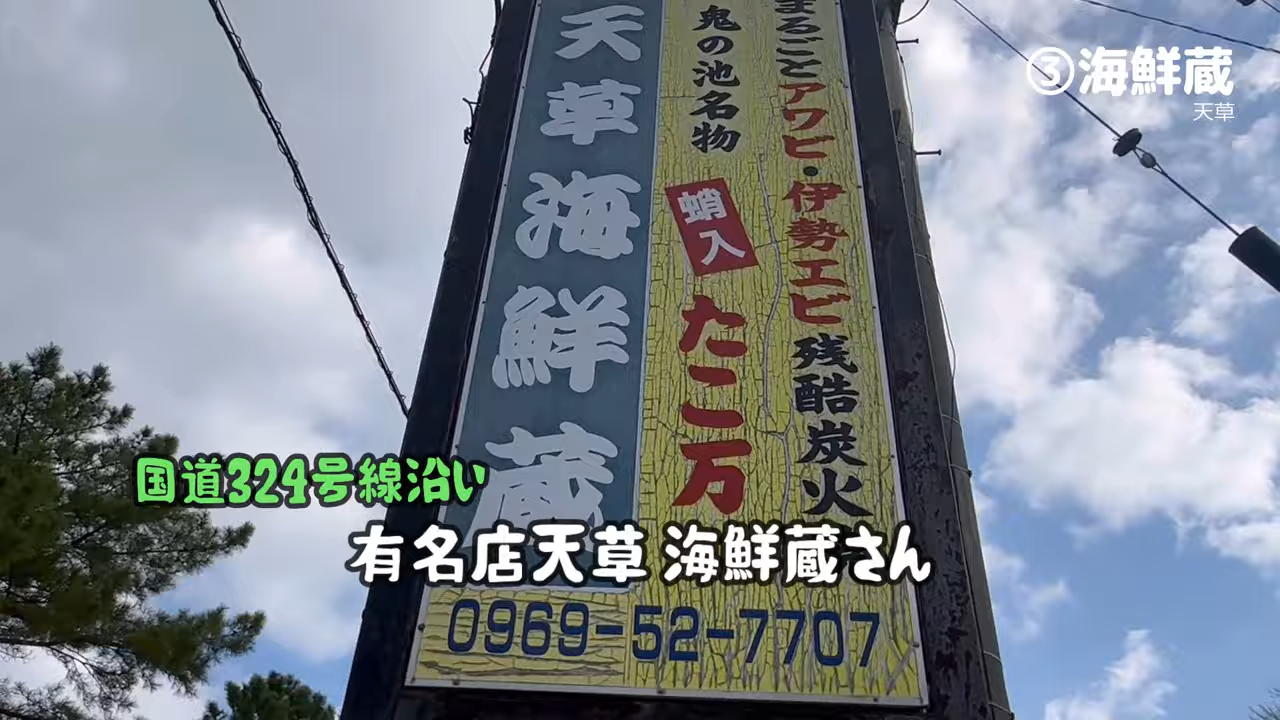 ③海鮮蔵
天草
まるごとアワビ・伊勢エビ残酷炭火
鬼の池名物
蛸入
たこ万
天草海鮮蔵
国道324号線沿い
有名店天草 海鮮蔵さん
0969-52-7707